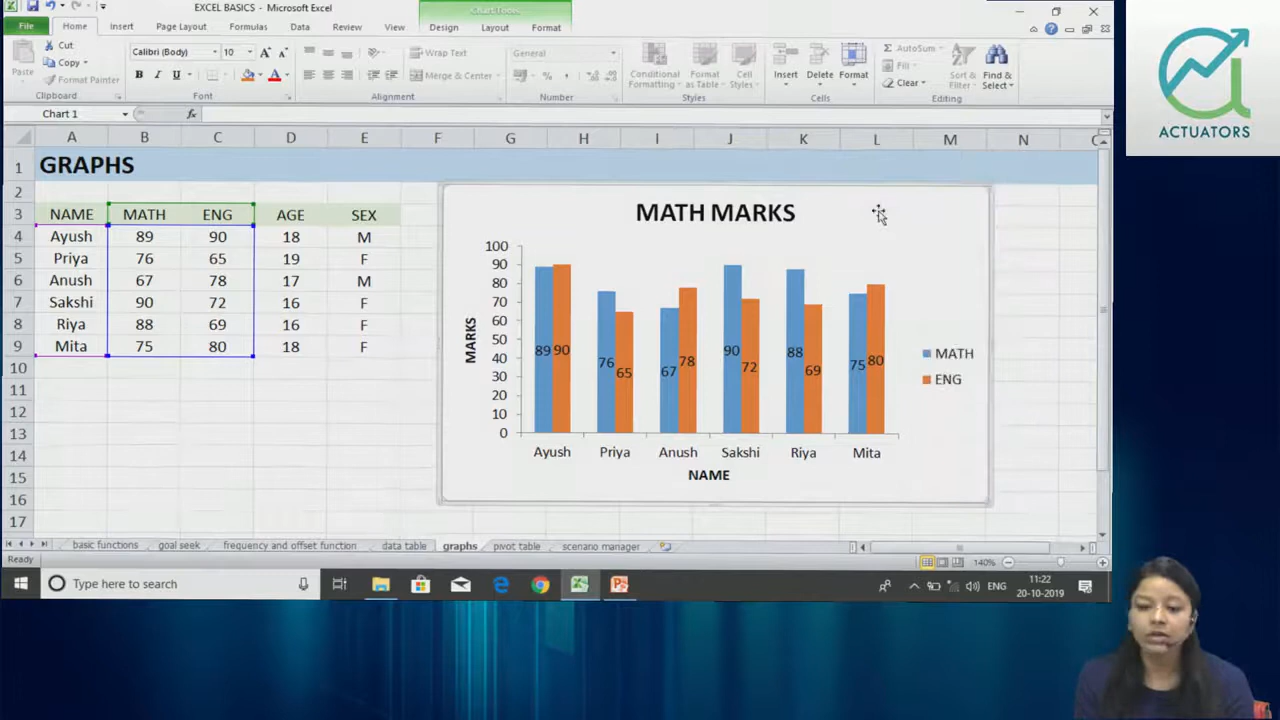 EXCEL BASICS - Microsoft Excel
Chart Tools
File Home Insert Page Layout Formulas Data Review View Design Layout Format
Cut
Copy
Format Painter
Paste
Clipboard
Calibri (Body) 10
B I U
Font
Wrap Text
Merge & Center
Alignment
General
Number
Conditional Formatting
Format as Table
Cell Styles
Styles
Insert Delete Format
Cells
AutoSum
Fill
Clear
Sort & Filter
Find & Select
Editing
ACTUATORS
Chart 1 fx
A B C D E F G H I J K L M N
1 GRAPHS
2
3 NAME MATH ENG AGE SEX
4 Ayush 89 90 18 M
5 Priya 76 65 19 F
6 Anush 67 78 17 M
7 Sakshi 90 72 16 F
8 Riya 88 69 16 F
9 Mita 75 80 18 F
10
11
12
13
14
15
16
17
MATH MARKS
MARKS
100
90
80
70
60
50
40
30
20
10
0
89 90 76 65 67 78 90 72 88 69 75 80
Ayush Priya Anush Sakshi Riya Mita
NAME
MATH
ENG
basic functions goal seek frequency and offset function data table graphs pivot table scenario manager
Ready 140%
Type here to search
ENG
11:22
20-10-2019